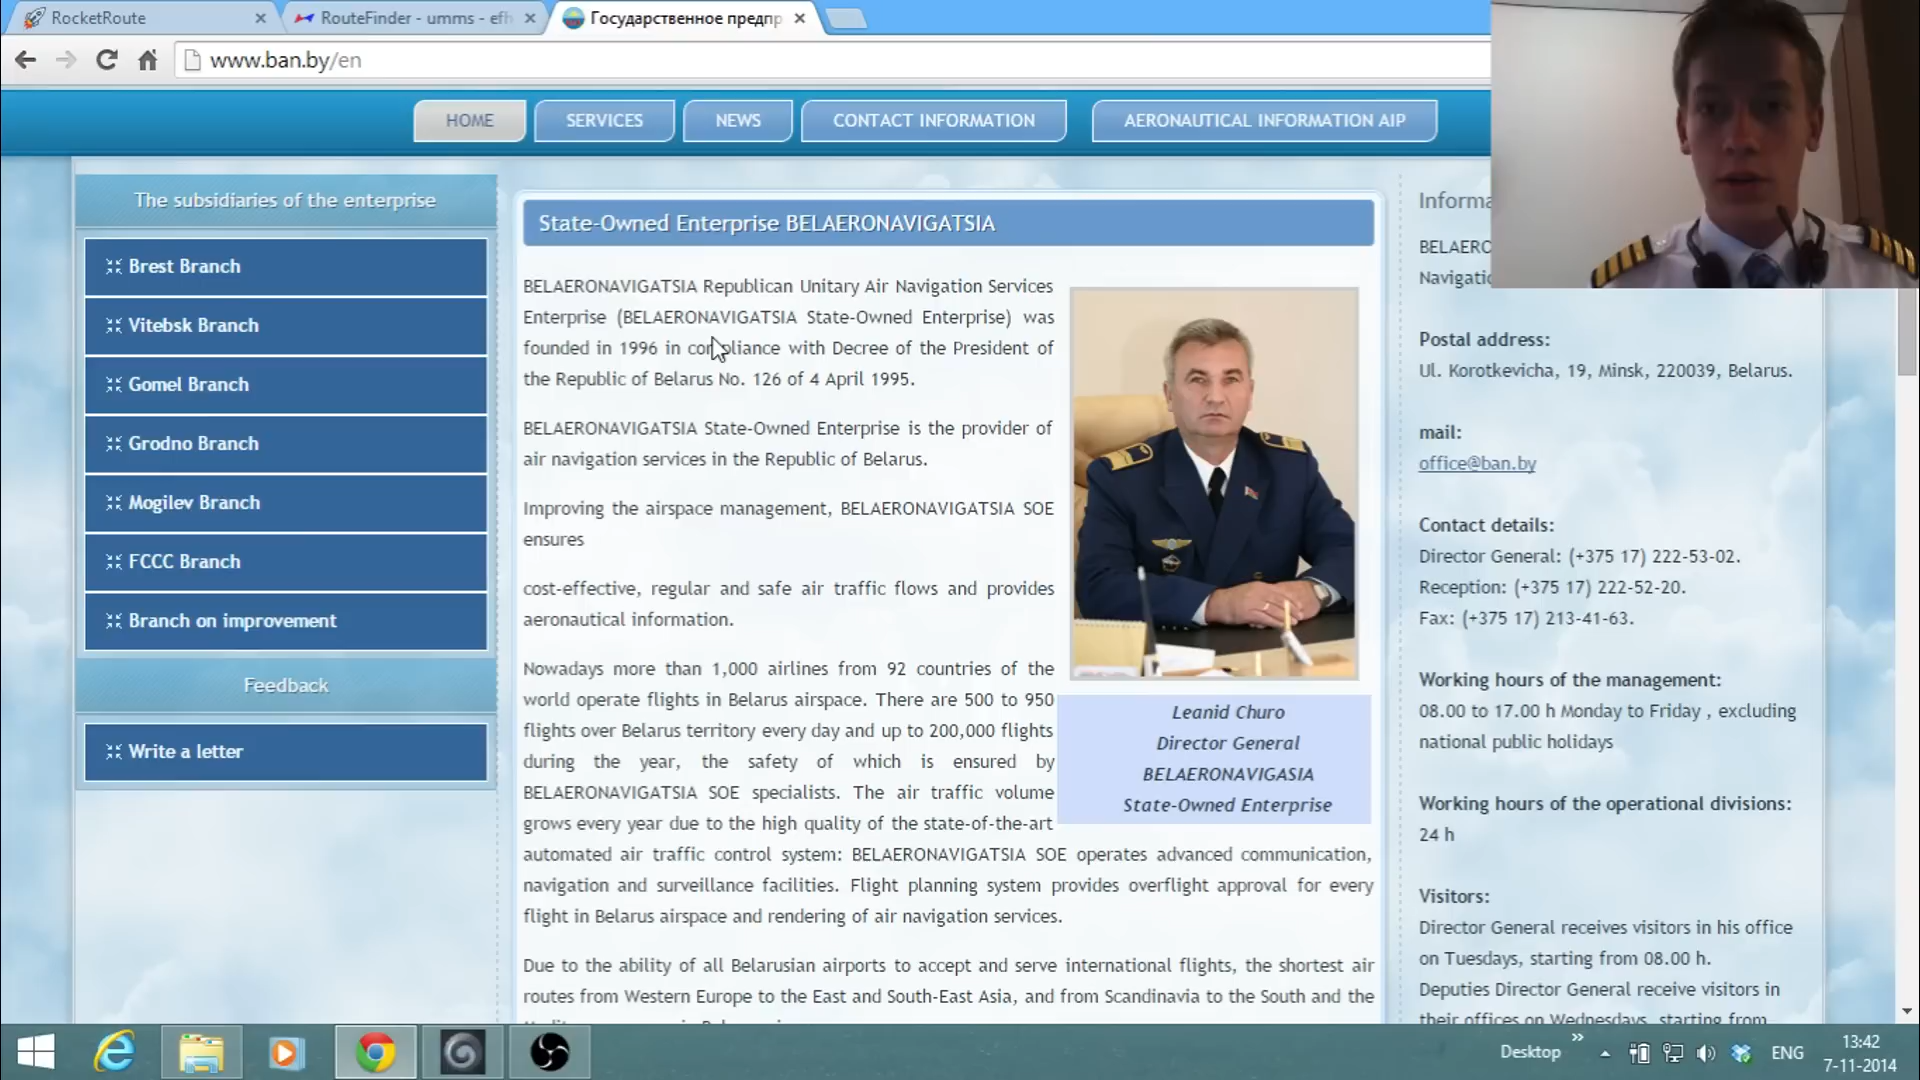 RocketRoute
RouteFinder - umms - efh
Государственное предпр
www.ban.by/en
HOME
SERVICES
NEWS
CONTACT INFORMATION
AERONAUTICAL INFORMATION AIP
The subsidiaries of the enterprise
Brest Branch
Vitebsk Branch
Gomel Branch
Grodno Branch
Mogilev Branch
FCCC Branch
Branch on improvement
Feedback
Write a letter
State-Owned Enterprise BELAERONAVIGATSIA
BELAERONAVIGATSIA Republican Unitary Air Navigation Services
Enterprise (BELAERONAVIGATSIA State-Owned Enterprise) was
founded in 1996 in compliance with Decree of the President of
the Republic of Belarus No. 126 of 4 April 1995.
BELAERONAVIGATSIA State-Owned Enterprise is the provider of
air navigation services in the Republic of Belarus.
Improving the airspace management, BELAERONAVIGATSIA SOE
ensures
cost-effective, regular and safe air traffic flows and provides
aeronautical information.
Nowadays more than 1,000 airlines from 92 countries of the
world operate flights in Belarus airspace. There are 500 to 950
flights over Belarus territory every day and up to 200,000 flights
during the year, the safety of which is ensured by
BELAERONAVIGATSIA SOE specialists. The air traffic volume
grows every year due to the high quality of the state-of-the-art
automated air traffic control system: BELAERONAVIGATSIA SOE operates advanced communication,
navigation and surveillance facilities. Flight planning system provides overflight approval for every
flight in Belarus airspace and rendering of air navigation services.
Due to the ability of all Belarusian airports to accept and serve international flights, the shortest air
routes from Western Europe to the East and South-East Asia, and from Scandinavia to the South and the
Leanid Churo
Director General
BELAERONAVIGASIA
State-Owned Enterprise
Informa
BELAERO
Navigatio
Postal address:
Ul. Korotkevicha, 19, Minsk, 220039, Belarus.
mail:
office@ban.by
Contact details:
Director General: (+375 17) 222-53-02.
Reception: (+375 17) 222-52-20.
Fax: (+375 17) 213-41-63.
Working hours of the management:
08.00 to 17.00 h Monday to Friday , excluding
national public holidays
Working hours of the operational divisions:
24 h
Visitors:
Director General receives visitors in his office
on Tuesdays, starting from 08.00 h.
Deputies Director General receive visitors in
their offices on Wednesdays, starting from
Desktop
ENG
13:42
7-11-2014